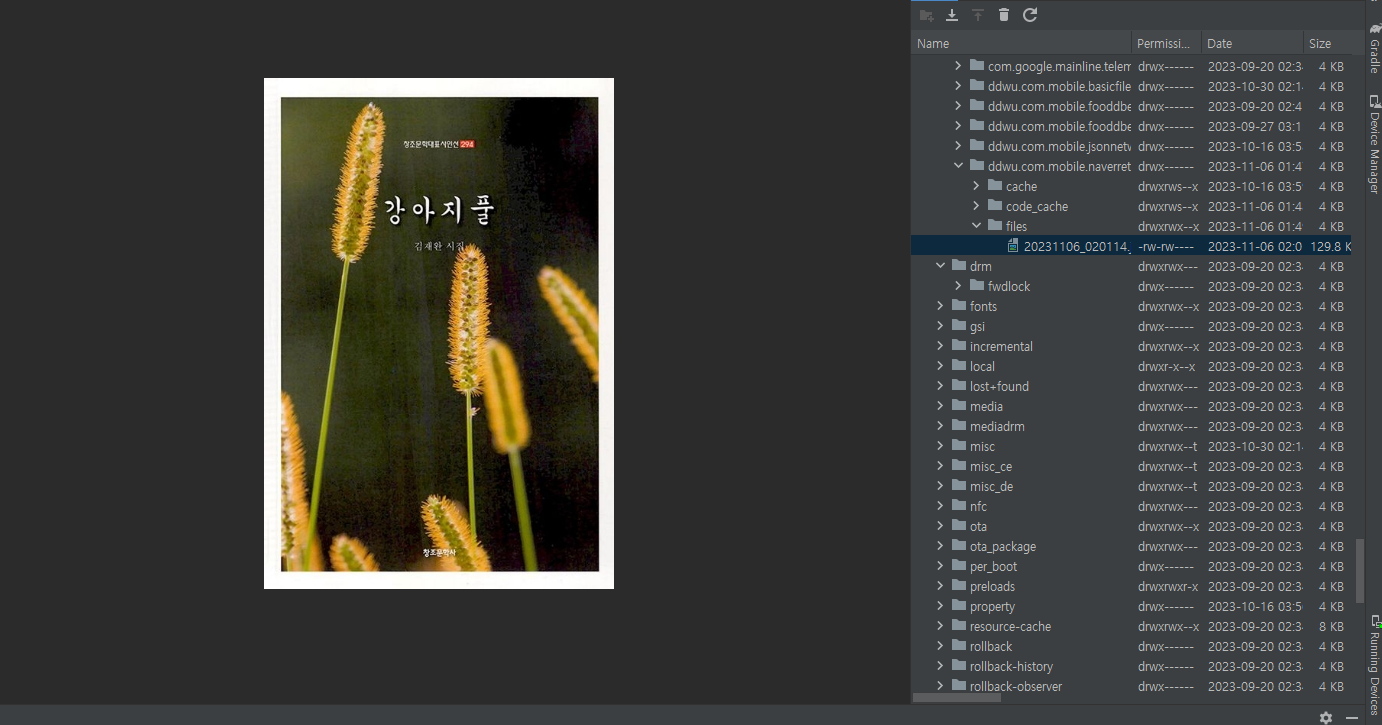 창조문학대표시인선 294
강아지풀
김재완 시집
창조문학사
Name Permissi... Date Size
com.google.mainline.telem drwx------ 2023-09-20 02:3 4 KB
ddwu.com.mobile.basicfile drwx------ 2023-10-30 02:1 4 KB
ddwu.com.mobile.fooddbe drwx------ 2023-09-20 02:4 4 KB
ddwu.com.mobile.fooddbe drwx------ 2023-09-27 03:1 4 KB
ddwu.com.mobile.jsonnetw drwx------ 2023-10-16 03:5 4 KB
ddwu.com.mobile.naverret drwx------ 2023-11-06 01:4 4 KB
cache drwxrws--x 2023-10-16 03:5 4 KB
code_cache drwxrws--x 2023-11-06 01:4 4 KB
files drwxrwx--x 2023-11-06 01:4 4 KB
20231106_020114. -rw-rw---- 2023-11-06 02:0 129.8 K
drm drwxrwx--- 2023-09-20 02:3 4 KB
fwdlock drwx------ 2023-09-20 02:3 4 KB
fonts drwxrwx--x 2023-09-20 02:3 4 KB
gsi drwx------ 2023-09-20 02:3 4 KB
incremental drwxrwx--x 2023-09-20 02:3 4 KB
local drwxr-x--x 2023-09-20 02:3 4 KB
lost+found drwxrwx--- 2023-09-20 02:3 4 KB
media drwxrwx--- 2023-09-20 02:3 4 KB
mediadrm drwxrwx--- 2023-09-20 02:3 4 KB
misc drwxrwx--t 2023-10-30 02:1 4 KB
misc_ce drwxrwx--t 2023-09-20 02:3 4 KB
misc_de drwxrwx--t 2023-09-20 02:3 4 KB
nfc drwxrwx--- 2023-09-20 02:3 4 KB
ota drwxrwx--x 2023-09-20 02:3 4 KB
ota_package drwxrwx--- 2023-09-20 02:3 4 KB
per_boot drwx------ 2023-09-20 02:3 4 KB
preloads drwxrwxr-x 2023-09-20 02:3 4 KB
property drwx------ 2023-10-16 03:5 4 KB
resource-cache drwxrwx--x 2023-09-20 02:3 8 KB
rollback drwx------ 2023-09-20 02:3 4 KB
rollback-history drwx------ 2023-09-20 02:3 4 KB
rollback-observer drwx------ 2023-09-20 02:3 4 KB
Gradle
Device Manager
Running Devices